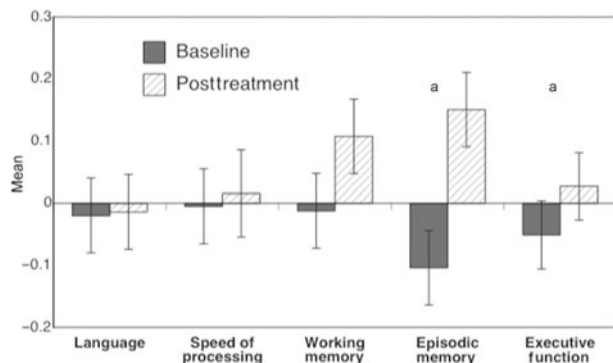 0.3
Baseline
0.2
Posttreatment
a
a
0.1
Mean
0
−0.1
−0.2
Language
Speed of
processing
Working
memory
Episodic
memory
Executive
function